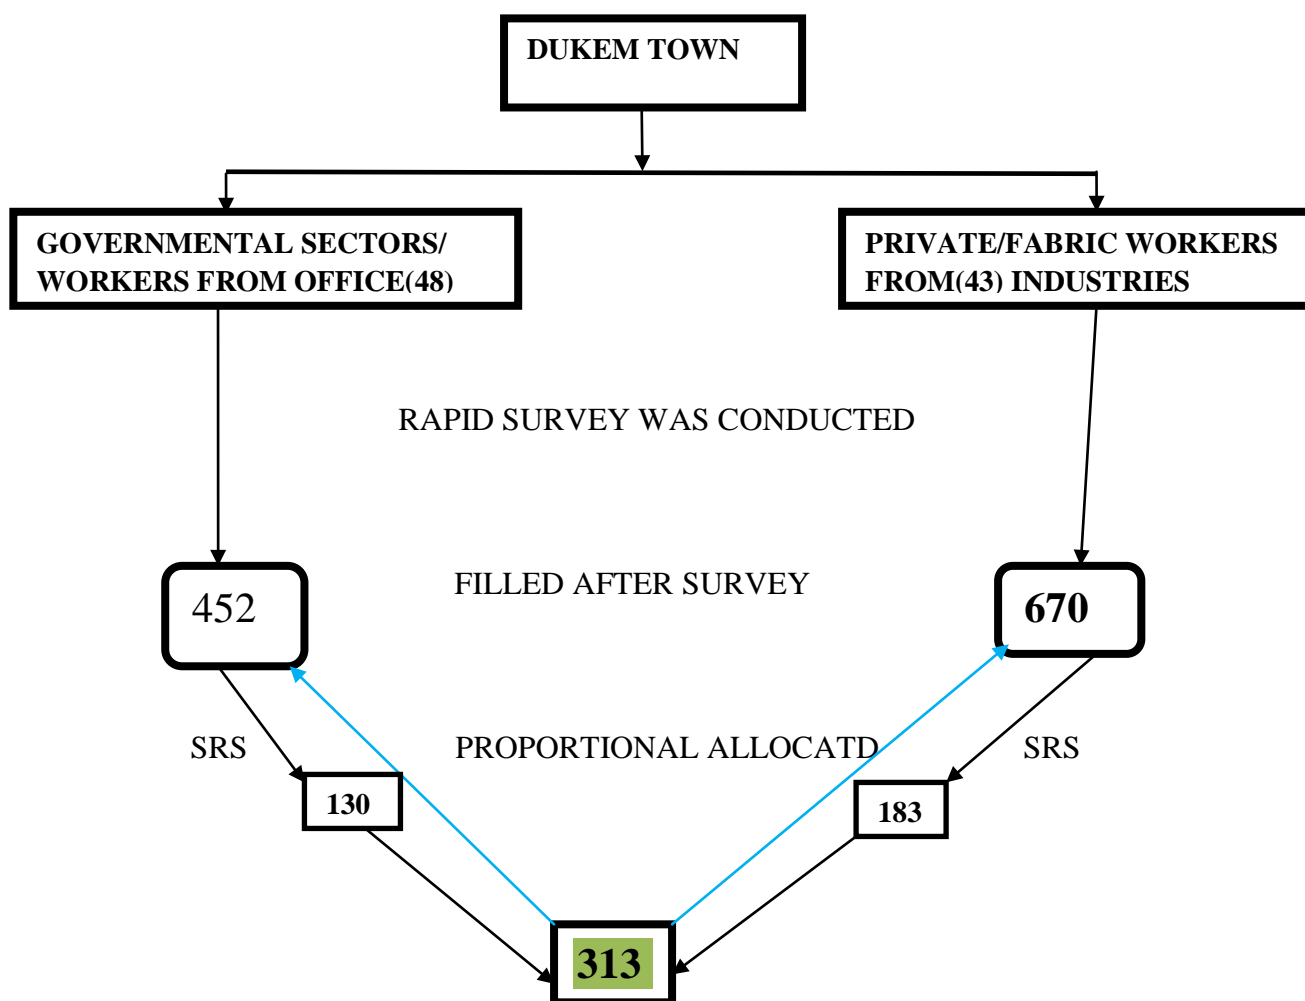 DUKEM TOWN
GOVERNMENTAL SECTORS/
WORKERS FROM OFFICE(48)
PRIVATE/FABRIC WORKERS
FROM(43) INDUSTRIES
RAPID SURVEY WAS CONDUCTED
452
FILLED AFTER SURVEY
670
SRS
PROPORTIONAL ALLOCATD
SRS
130
183
313